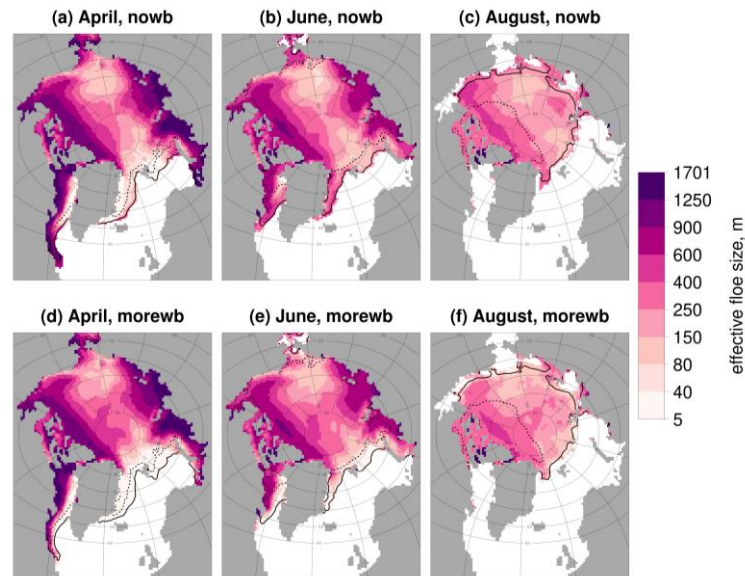 (a) April, nowb
(b) June, nowb
(c) August, nowb
(d) April, morewb
(e) June, morewb
(f) August, morewb
1701
1250
900
600
400
250
150
80
40
5
effective floe size, m